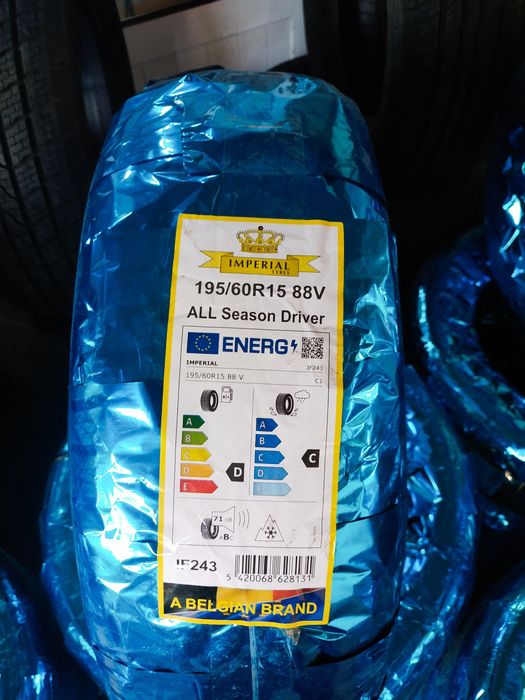 IMPERIAL
TYRES
195/60R15 88V
ALL Season Driver
ENERG
IMPERIAL IF243
195/60R15 88 V C1
A A
B B
C C C
D D D
E E
71 dB
ABC
IF243
5 420068 628131
A BELGIAN BRAND